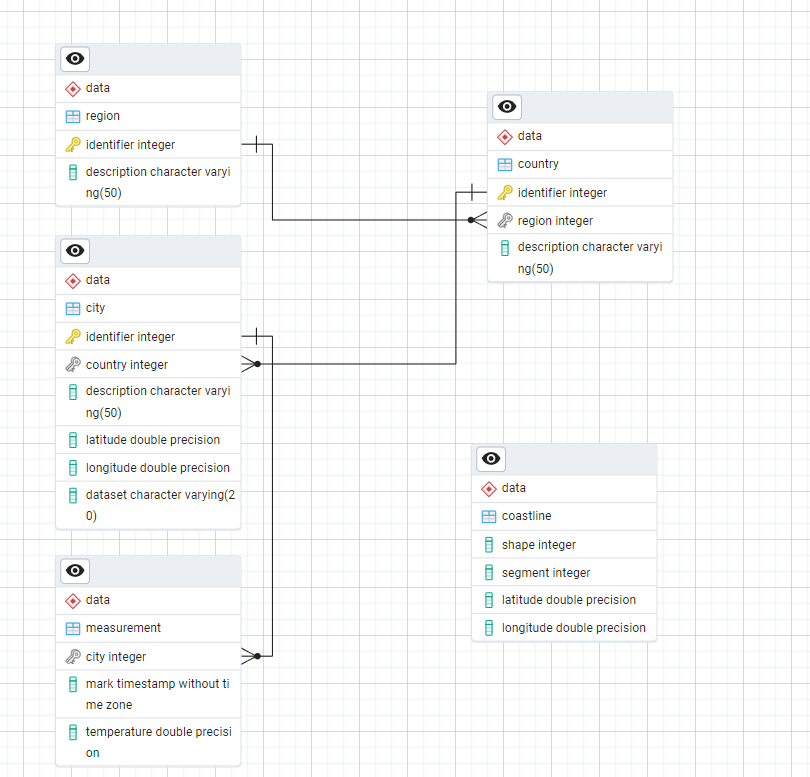 data
region
identifier integer
description character varyi
ng(50)
data
country
identifier integer
region integer
description character varyi
ng(50)
data
city
identifier integer
country integer
description character varyi
ng(50)
latitude double precision
longitude double precision
dataset character varying(2
0)
data
coastline
shape integer
segment integer
latitude double precision
longitude double precision
data
measurement
city integer
mark timestamp without ti
me zone
temperature double precisi
on